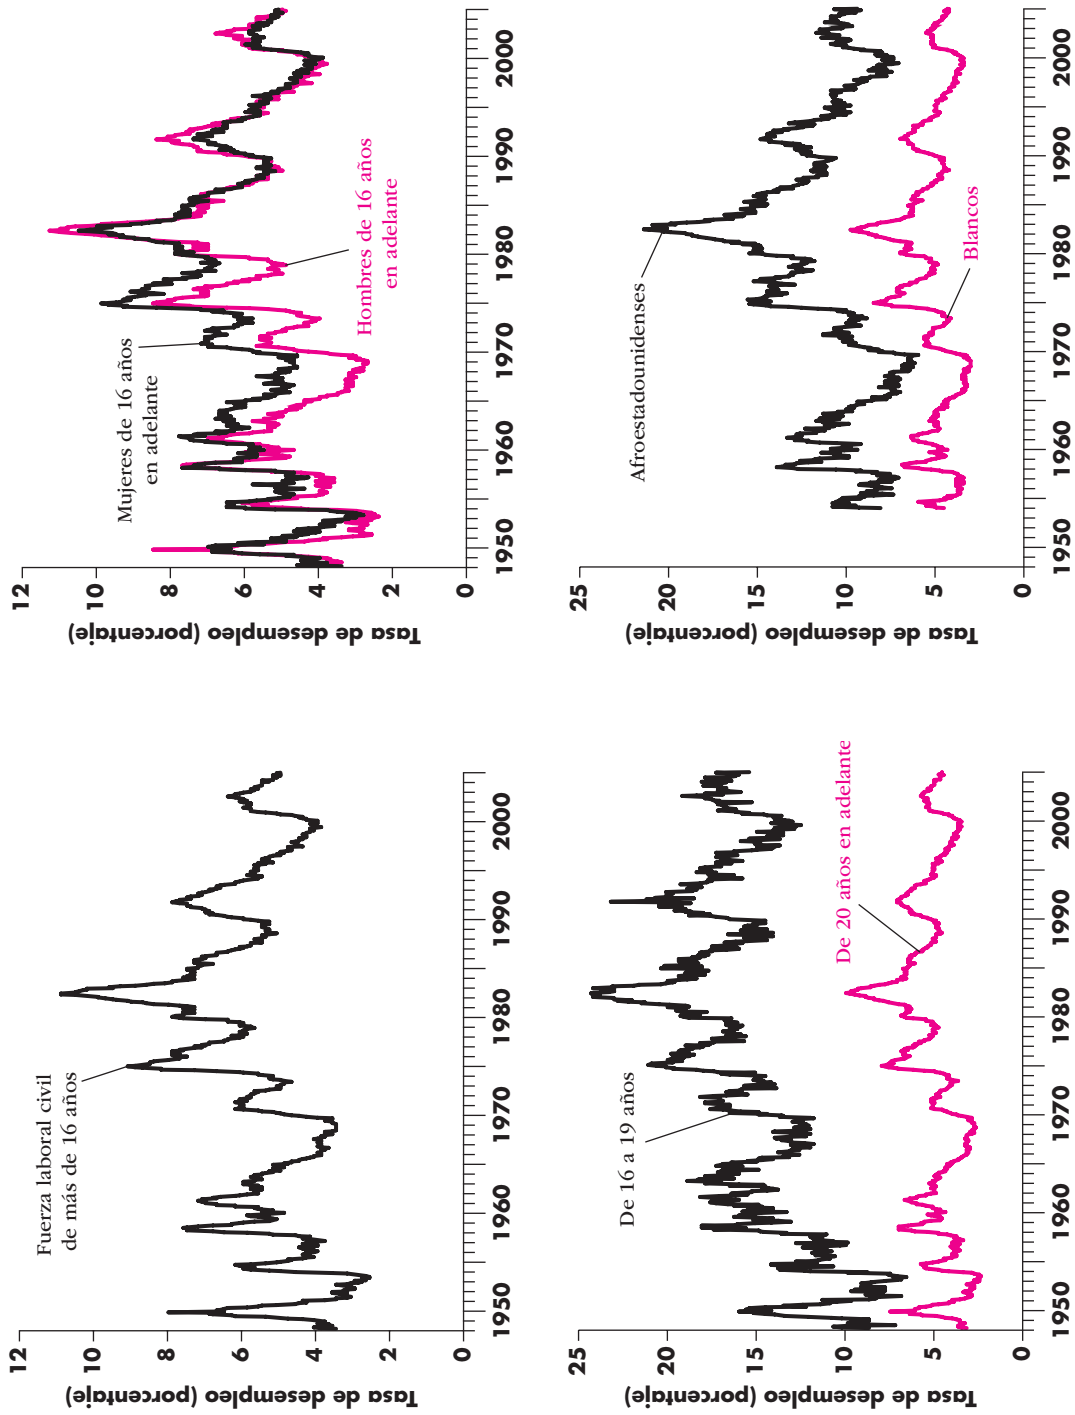 Tasa de desempleo (porcentaje)
12
10
8
6
4
2
0
Fuerza laboral civil
de más de 16 años
1950 1960 1970 1980 1990 2000
Tasa de desempleo (porcentaje)
12
10
8
6
4
2
0
Mujeres de 16 años
en adelante
Hombres de 16 años
en adelante
1950 1960 1970 1980 1990 2000
Tasa de desempleo (porcentaje)
25
20
15
10
5
0
De 16 a 19 años
De 20 años en adelante
1950 1960 1970 1980 1990 2000
Tasa de desempleo (porcentaje)
25
20
15
10
5
0
Afroestadounidenses
Blancos
1950 1960 1970 1980 1990 2000